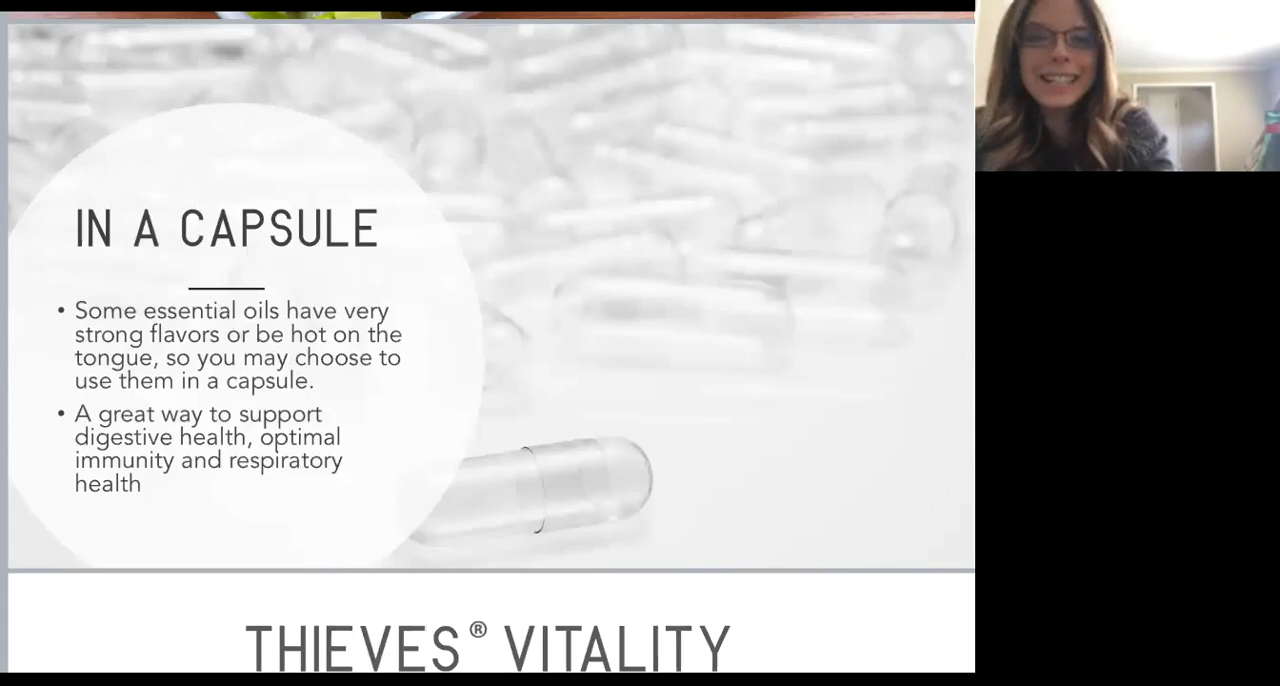 IN A CAPSULE
• Some essential oils have very
strong flavors or be hot on the
tongue, so you may choose to
use them in a capsule.
• A great way to support
digestive health, optimal
immunity and respiratory
health
THIEVES® VITALITY